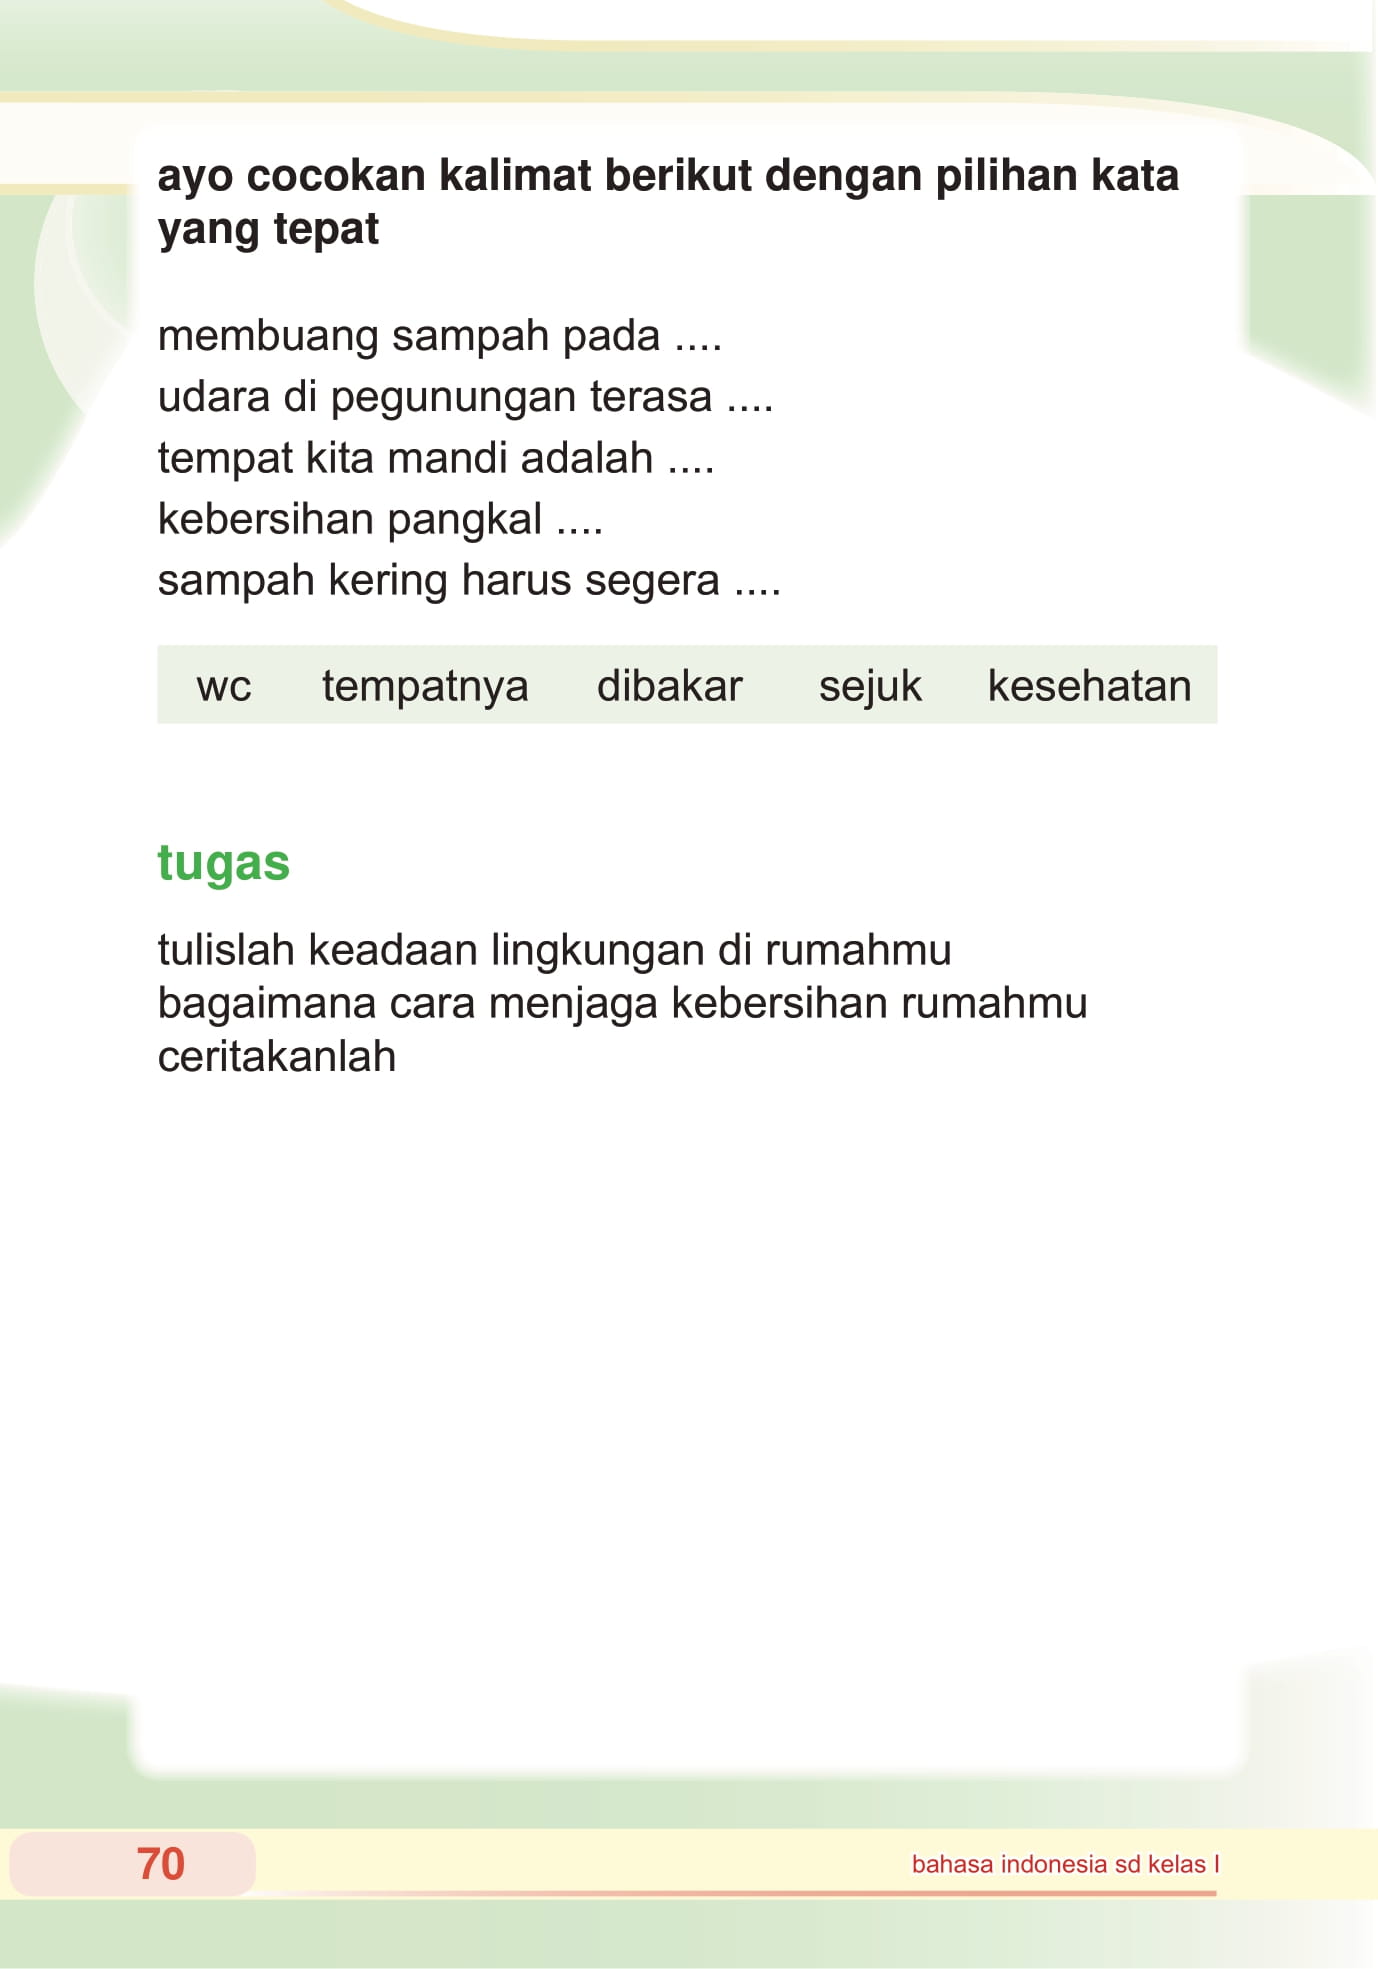 ayo cocokan kalimat berikut dengan pilihan kata
yang tepat
membuang sampah pada ....
udara di pegunungan terasa ....
tempat kita mandi adalah ....
kebersihan pangkal ....
sampah kering harus segera ....
wc tempatnya dibakar sejuk kesehatan
tugas
tulislah keadaan lingkungan di rumahmu
bagaimana cara menjaga kebersihan rumahmu
ceritakanlah
70 bahasa indonesia sd kelas I